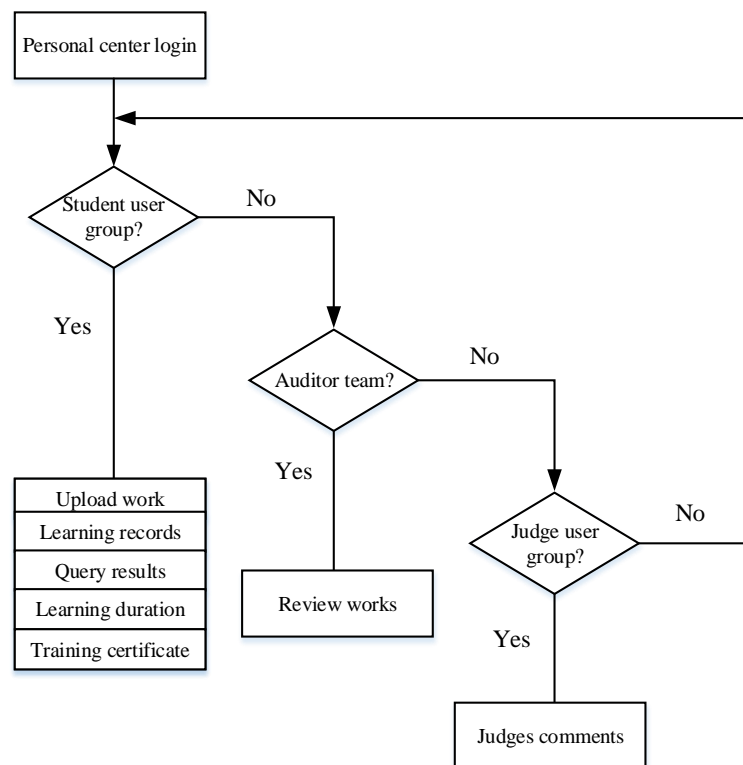 Personal center login
Student user
group?
No
Yes
Auditor team?
No
Yes
Upload work
Learning records
Query results
Learning duration
Training certificate
Review works
Judge user
group?
No
Yes
Judges comments